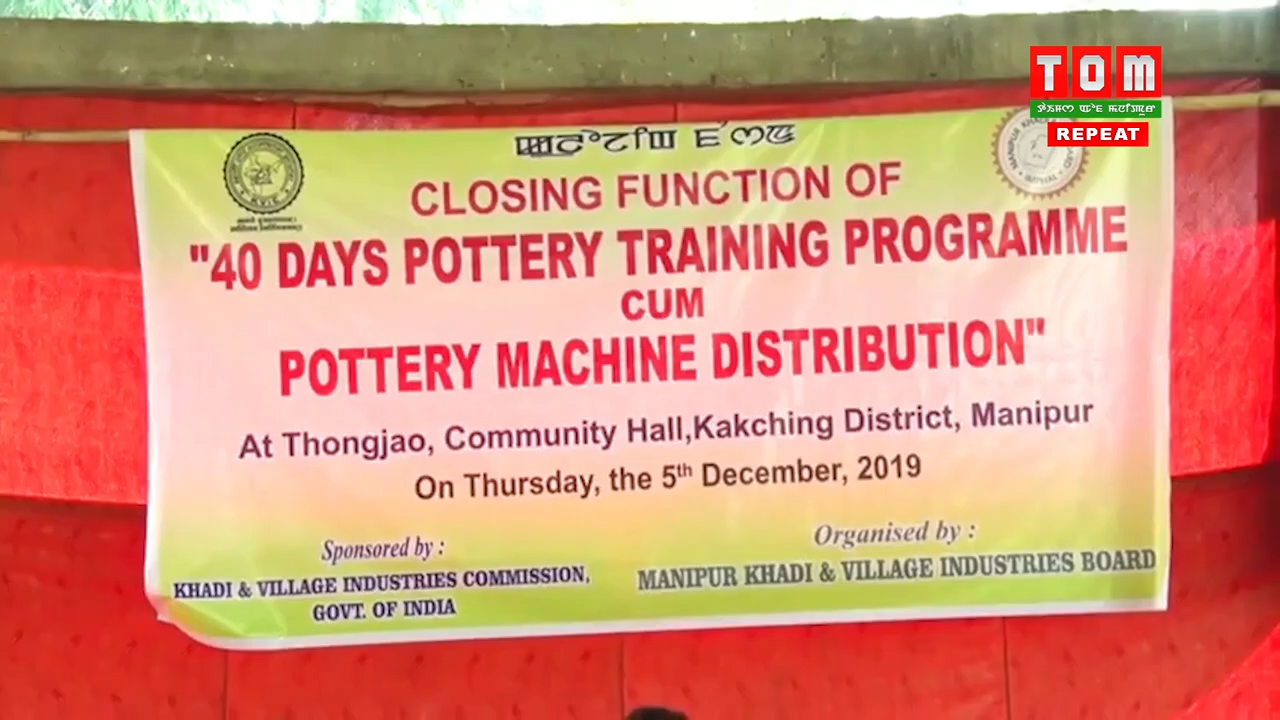 TOM
REPEAT
CLOSING FUNCTION OF
"40 DAYS POTTERY TRAINING PROGRAMME
CUM
POTTERY MACHINE DISTRIBUTION"
At Thongjao, Community Hall,Kakching District, Manipur
On Thursday, the 5th December, 2019
Sponsored by :
KHADI & VILLAGE INDUSTRIES COMMISSION,
GOVT. OF INDIA
Organised by :
MANIPUR KHADI & VILLAGE INDUSTRIES BOARD